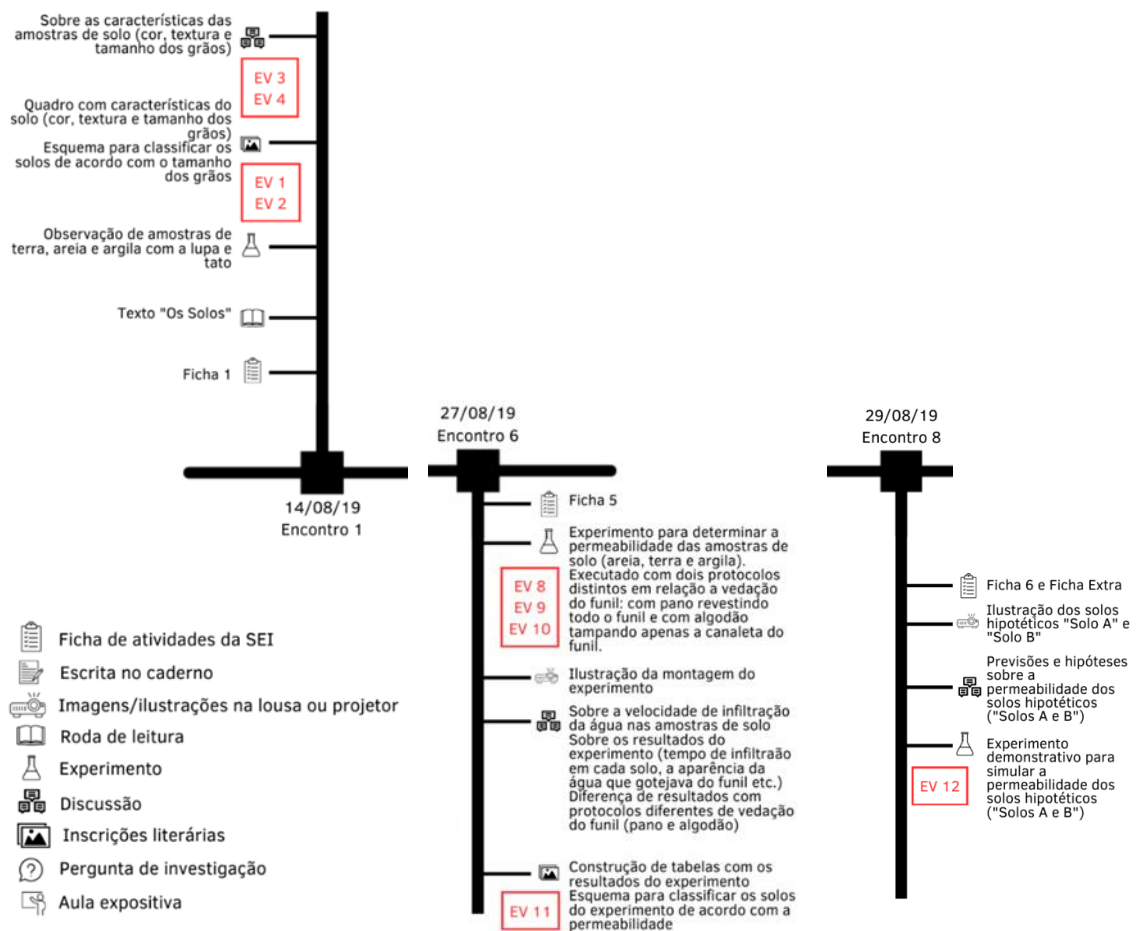 Sobre as características das
amostras de solo (cor, textura e
tamanho dos grãos)
EV 3
EV 4
Quadro com características do
solo (cor, textura e tamanho dos
grãos)
Esquema para classificar os
solos de acordo com o tamanho
dos grãos
EV 1
EV 2
Observação de amostras de
terra, areia e argila com a lupa e
tato
Texto "Os Solos"
Ficha 1
14/08/19
Encontro 1
27/08/19
Encontro 6
Ficha 5
Experimento para determinar a
permeabilidade das amostras de
solo (areia, terra e argila).
Executado com dois protocolos
distintos em relação a vedação
do funil: com pano revestindo
todo o funil e com algodão
tampando apenas a canaleta do
funil.
EV 8
EV 9
EV 10
Ilustração da montagem do
experimento
Sobre a velocidade de infiltração
da água nas amostras de solo
Sobre os resultados do
experimento (tempo de infiltraão
em cada solo, a aparência da
água que gotejava do funil etc.)
Diferença de resultados com
protocolos diferentes de vedação
do funil (pano e algodão)
Construção de tabelas com os
resultados do experimento
Esquema para classificar os solos
do experimento de acordo com a
permeabilidade
EV 11
29/08/19
Encontro 8
Ficha 6 e Ficha Extra
Ilustração dos solos
hipotéticos "Solo A" e
"Solo B"
Previsões e hipóteses
sobre a
permeabilidade dos
solos hipotéticos
("Solos A e B")
Experimento
demonstrativo para
simular a
permeabilidade dos
solos hipotéticos
("Solos A e B")
EV 12
Ficha de atividades da SEI
Escrita no caderno
Imagens/ilustrações na lousa ou projetor
Roda de leitura
Experimento
Discussão
Inscrições literárias
Pergunta de investigação
Aula expositiva